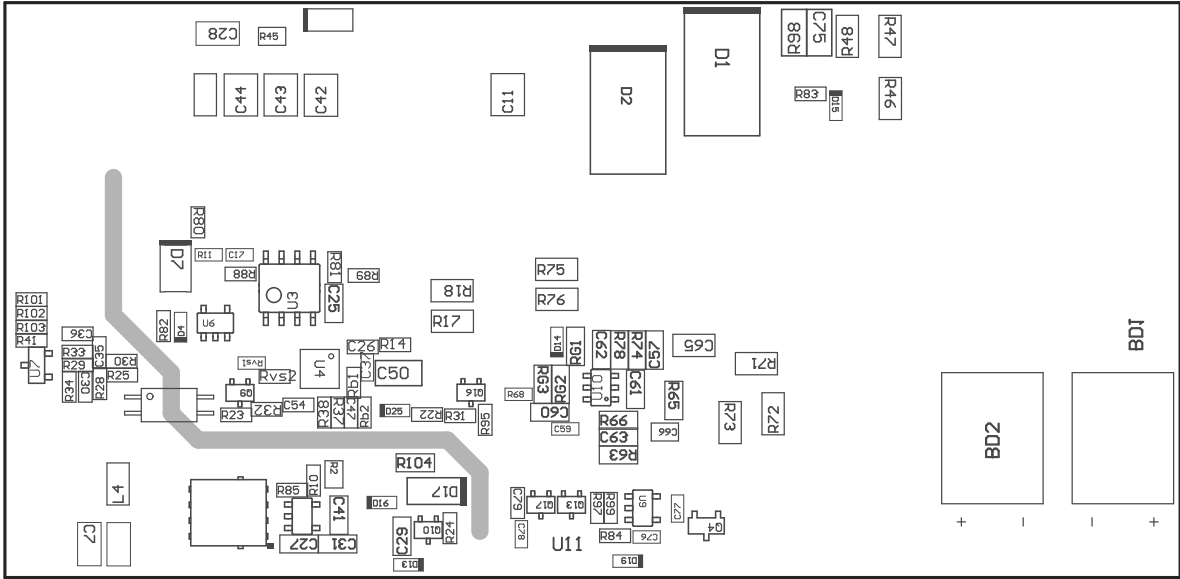 C28
R45
D1
D2
R98
C75
R48
R47
C44
C43
C42
C11
R83
D15
R46
R80
D7
R11
C17
R88
U3
R81
R89
C25
R18
R17
R75
R76
R101
R102
R103
R41
U7
C36
R33
R29
C35
R30
R25
R34
C30
R28
R82
D4
U6
Rvs1
Rvs2
Q9
R23
R32
C54
U4
C26
R14
C37
C50
Rb1
R38
R37
C47
Rb2
D25
R22
R31
Q16
R95
D14
RG1
C62
R78
R74
C57
C65
R71
R68
RG3
RG2
U10
C61
R65
C60
C59
R66
C63
R63
C66
R73
R72
BD1
BD2
L4
C7
R85
R10
R2
C41
C27
C31
R104
D16
D17
C29
Q10
R24
D13
C79
C78
Q17
Q13
U11
R97
R99
U9
R84
C76
C77
Q4
D19
+ - - +